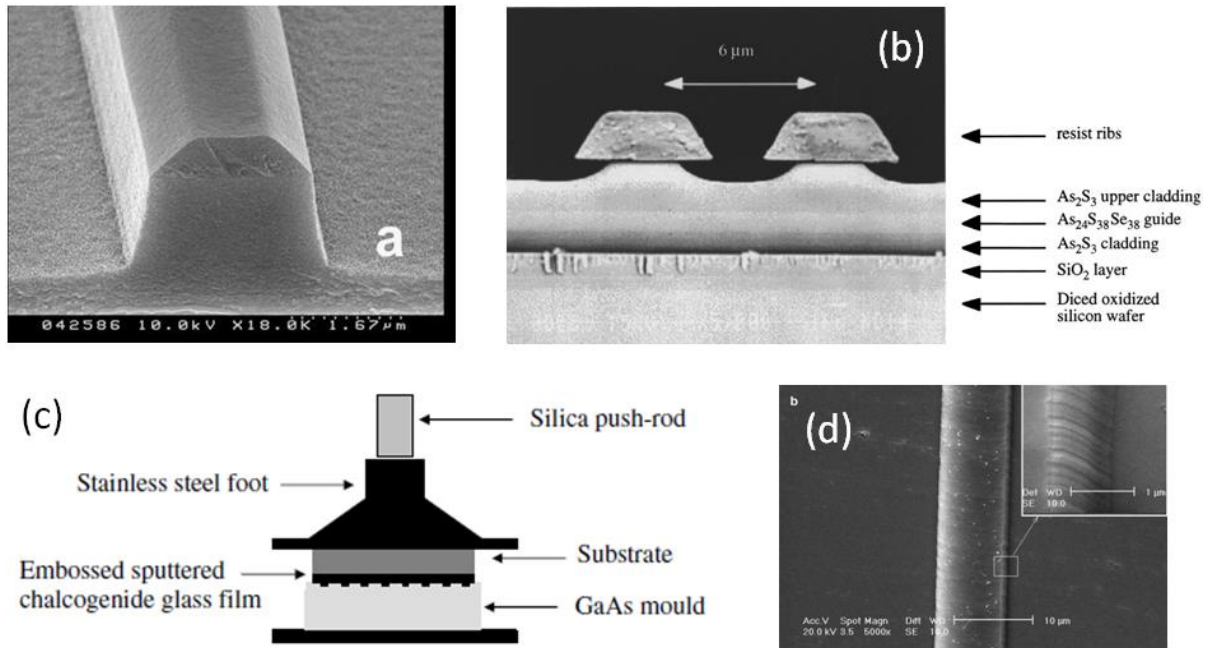 a
042586 10.0kV X18.0K 1.67μm
6 μm
(b)
resist ribs
As₂S₃ upper cladding
As₂₄S₃₈Se₃₈ guide
As₂S₃ cladding
SiO₂ layer
Diced oxidized
silicon wafer
(c)
Silica push-rod
Stainless steel foot
Substrate
Embossed sputtered
chalcogenide glass film
GaAs mould
b
(d)
Det WD
SE 10.0
1 μm
Acc.V Spot Magn Det WD
20.0 kV 3.5 5000x SE 10.0
10 μm